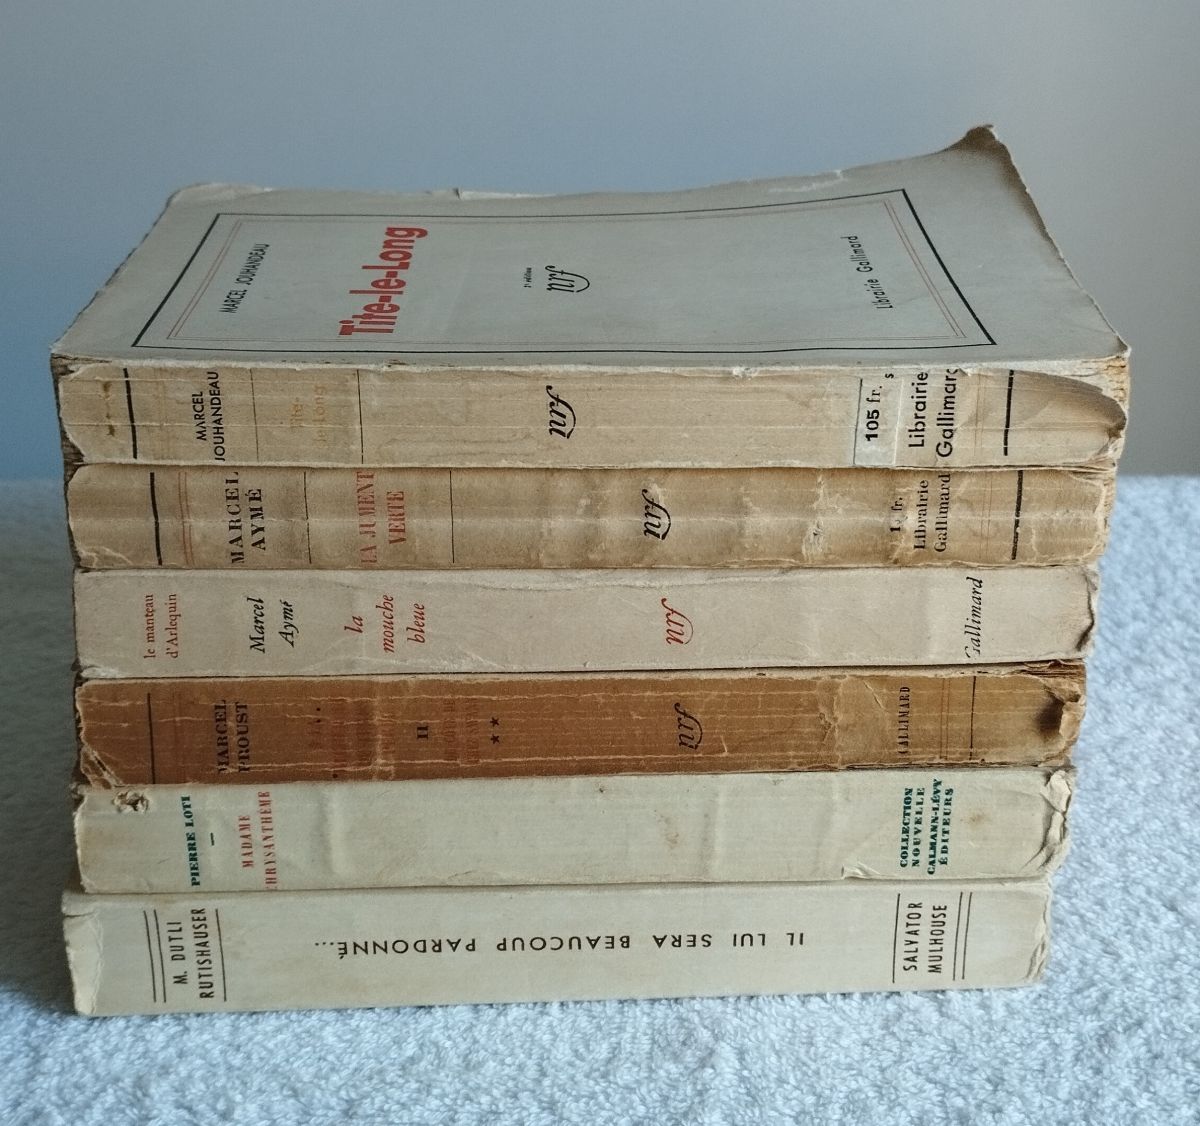 MARCEL JOUHANDEAU
Tite-le-Long
2e édition
nrf
Librairie Gallimard
MARCEL
JOUHANDEAU
Tite-
le-Long
nrf
105 fr.
s
Librairie
Gallimard
MARCEL
AYMÉ
LA JUMENT
VERTE
nrf
fr.
Librairie
Gallimard
le manteau
d'Arlequin
Marcel
Aymé
la
mouche
bleue
nrf
Gallimard
MARCEL
PROUST
II
★★
nrf
GALLIMARD
PIERRE LOTI
—
MADAME
CHRYSANTHÈME
COLLECTION
NOUVELLE
CALMANN-LÉVY
ÉDITEURS
M. DUTLI
RUTISHAUSER
IL LUI SERA BEAUCOUP PARDONNÉ...
SALVATOR
MULHOUSE